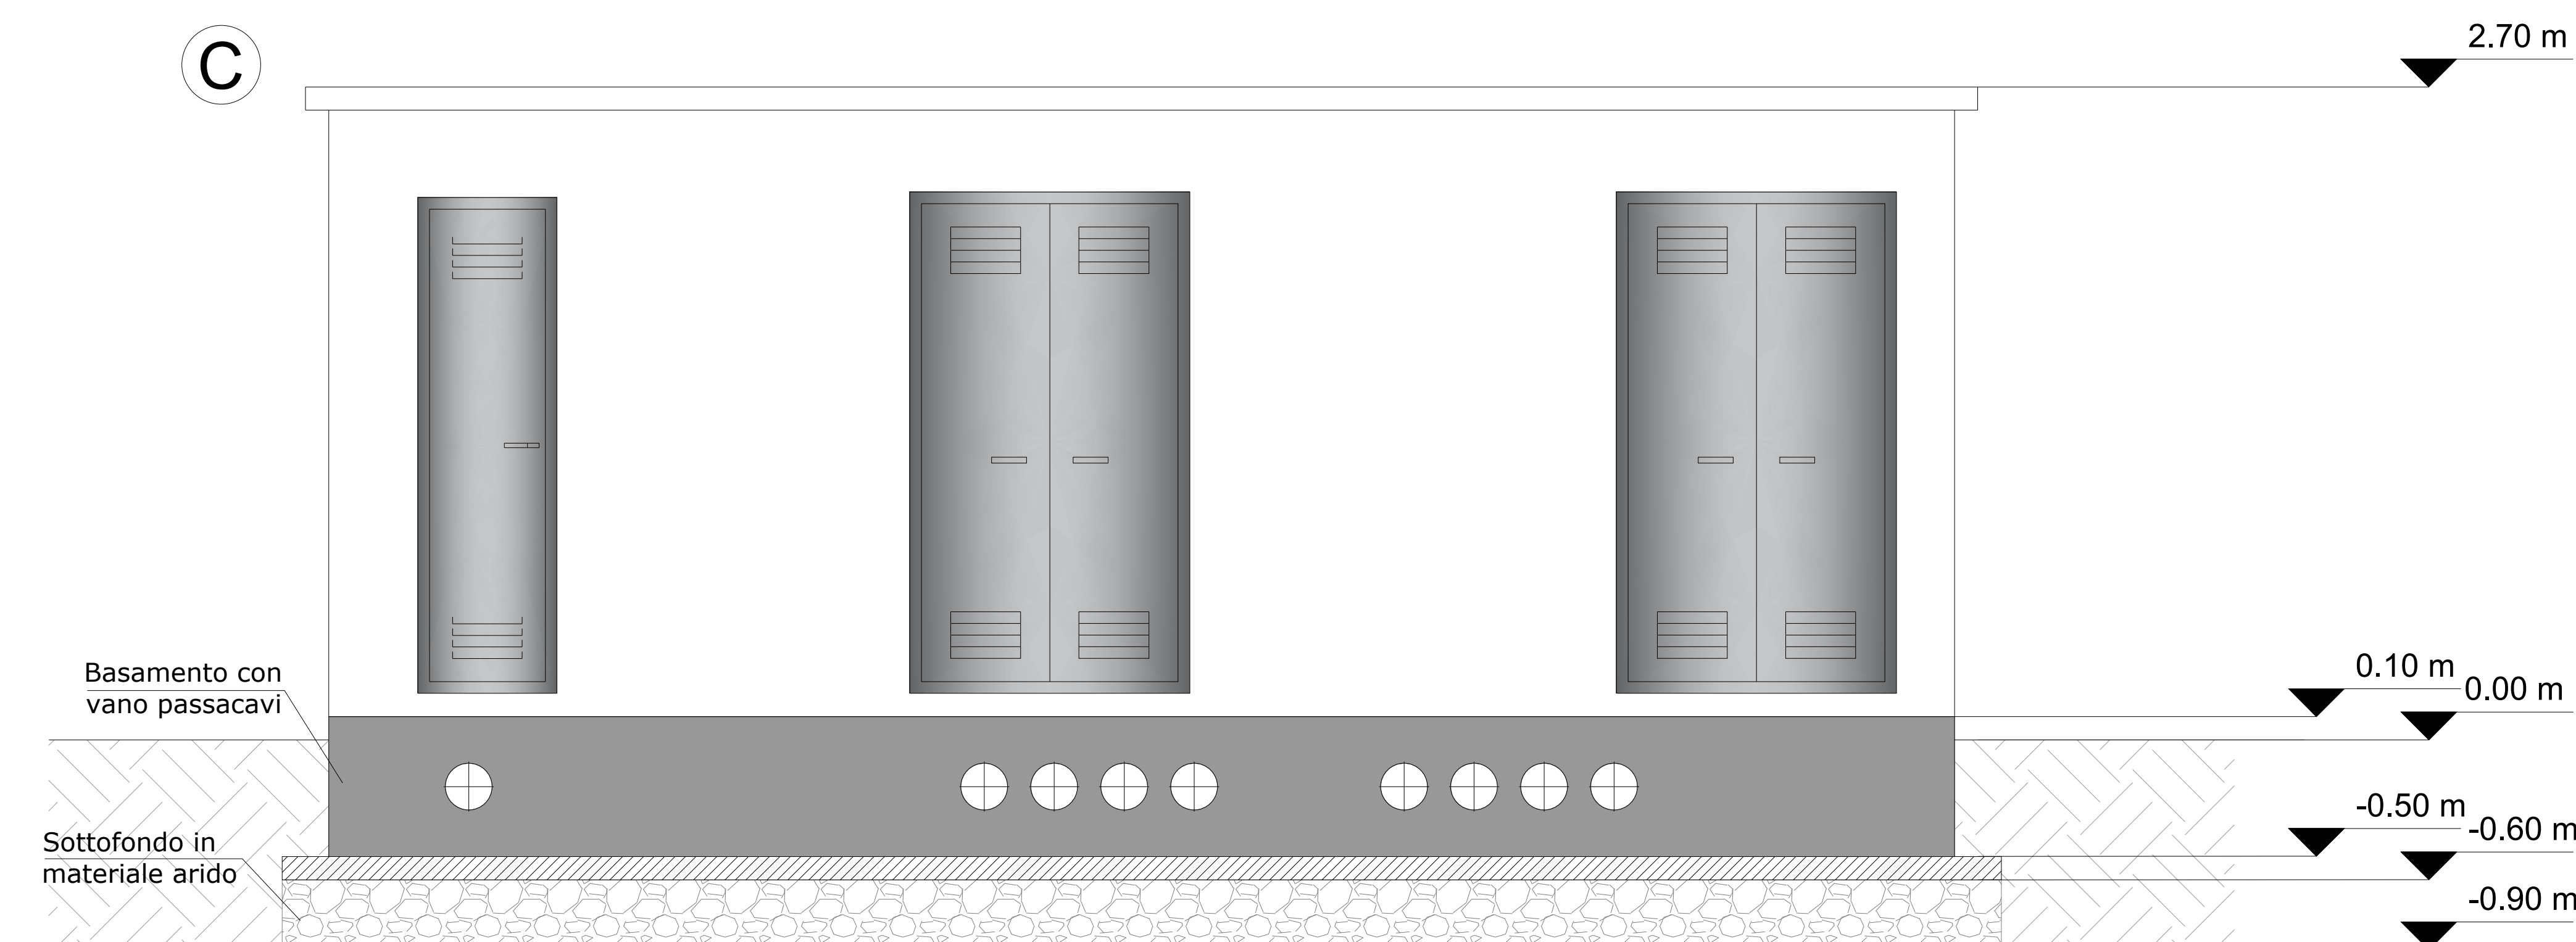 C
2.70 m
Basamento con
vano passacavi
0.10 m
0.00 m
Sottofondo in
materiale arido
-0.50 m
-0.60 m
-0.90 m